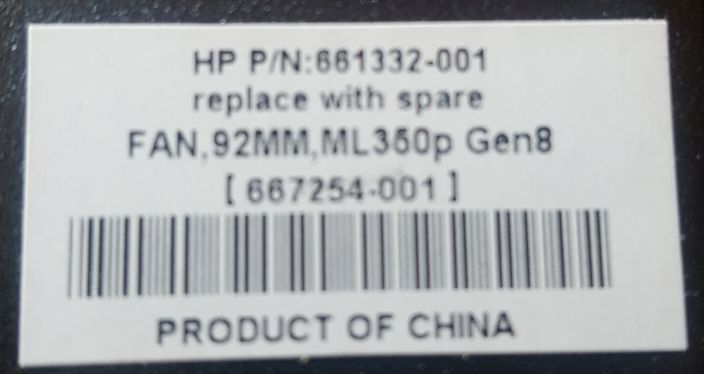 HP P/N:661332-001
replace with spare
FAN,92MM,ML350p Gen8
[ 667254-001 ]
PRODUCT OF CHINA